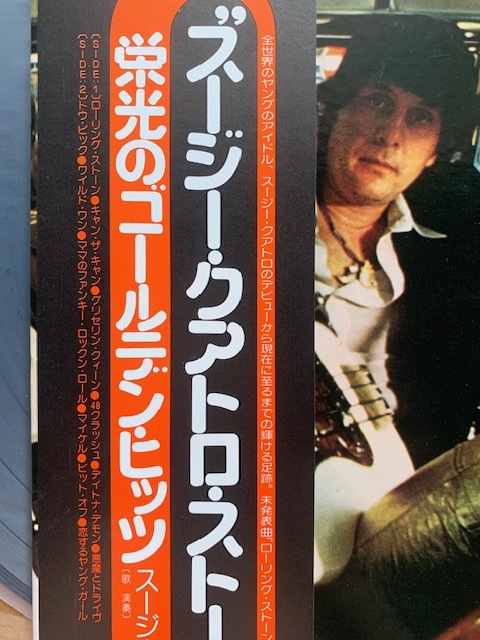 全世界のヤングのアイドル、スージー・クアトロのデビューから現在に至るまでの輝ける足跡。未発表曲、ローリング・ストーン
"スージー・クアトロ・ストー
栄光のゴールデン・ヒッツ
スージ
〔歌 演奏〕
〔SIDE:1〕ローリング・ストーン●キャン・ザ・キャン●グリセリン・クィーン●48クラッシュ●デイトナ・デモン●悪魔とドライヴ
〔SIDE:2〕トゥ・ビッグ●ワイルド・ワン●ママのファンキー・ロックン・ロール●マイケル●ピット・オフ●恋するヤング・ガール